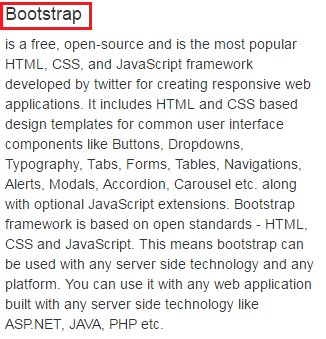 Bootstrap
is a free, open-source and is the most popular
HTML, CSS, and JavaScript framework
developed by twitter for creating responsive web
applications. It includes HTML and CSS based
design templates for common user interface
components like Buttons, Dropdowns,
Typography, Tabs, Forms, Tables, Navigations,
Alerts, Modals, Accordion, Carousel etc. along
with optional JavaScript extensions. Bootstrap
framework is based on open standards - HTML,
CSS and JavaScript. This means bootstrap can
be used with any server side technology and any
platform. You can use it with any web application
built with any server side technology like
ASP.NET, JAVA, PHP etc.